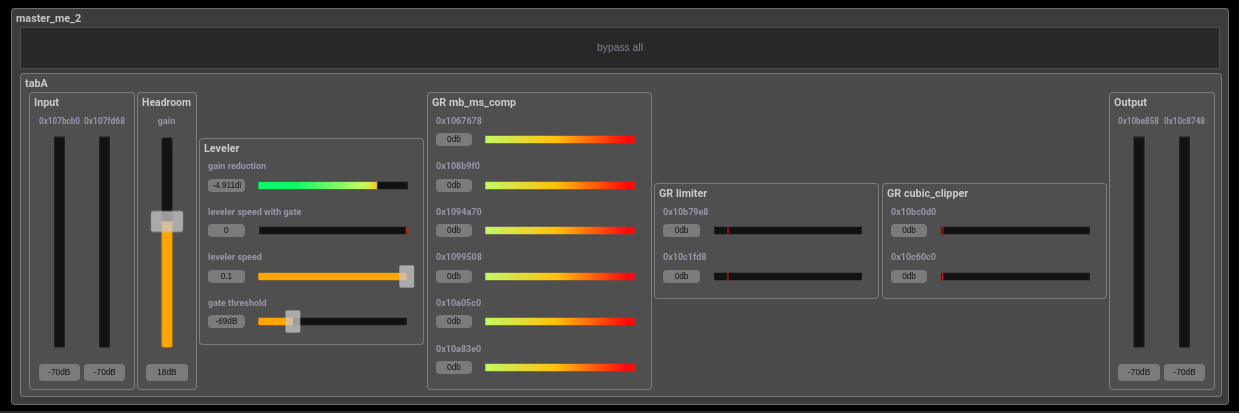 master_me_2
bypass all
tabA
Input
0x107bcb0 0x107fd68
-70dB -70dB
Headroom
gain
18dB
Leveler
gain reduction
-4.911dI
leveler speed with gate
0
leveler speed
0.1
gate threshold
-69dB
GR mb_ms_comp
0x1067678
0db
0x108b9f0
0db
0x1094a70
0db
0x1099508
0db
0x10a05c0
0db
0x10a83e0
0db
GR limiter
0x10b79e8
0db
0x10c1fd8
0db
GR cubic_clipper
0x10bc0d0
0db
0x10c60c0
0db
Output
0x10be858 0x10c8748
-70dB -70dB